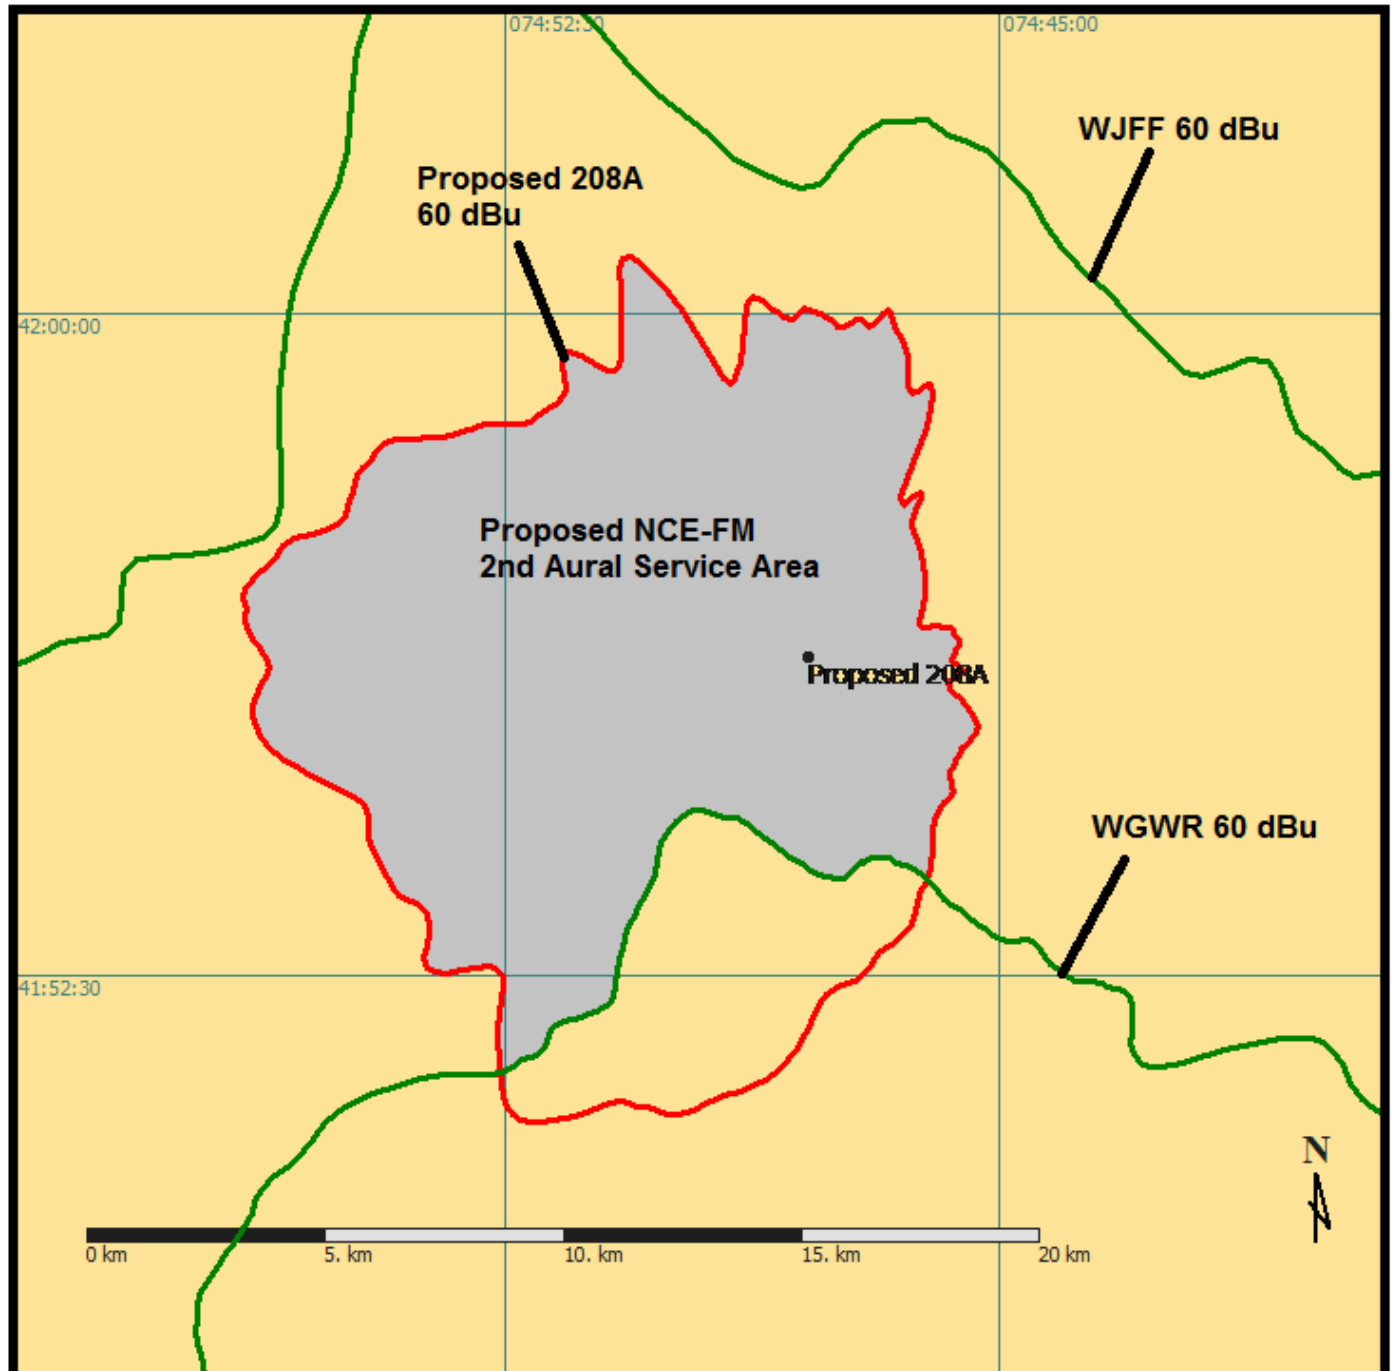 074:52:30
074:45:00
WJFF 60 dBu
Proposed 208A
60 dBu
42:00:00
Proposed NCE-FM
2nd Aural Service Area
Proposed 208A
WGWR 60 dBu
41:52:30
N
0 km 5. km 10. km 15. km 20 km